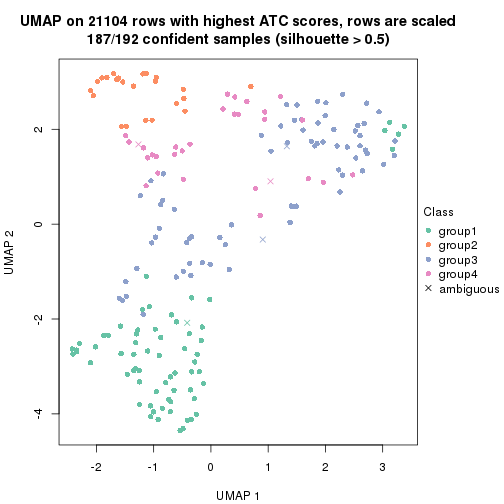 UMAP on 21104 rows with highest ATC scores, rows are scaled
187/192 confident samples (silhouette > 0.5)
UMAP 2
2
0
-2
-4
-2
-1
0
1
2
3
UMAP 1
Class
group1
group2
group3
group4
ambiguous